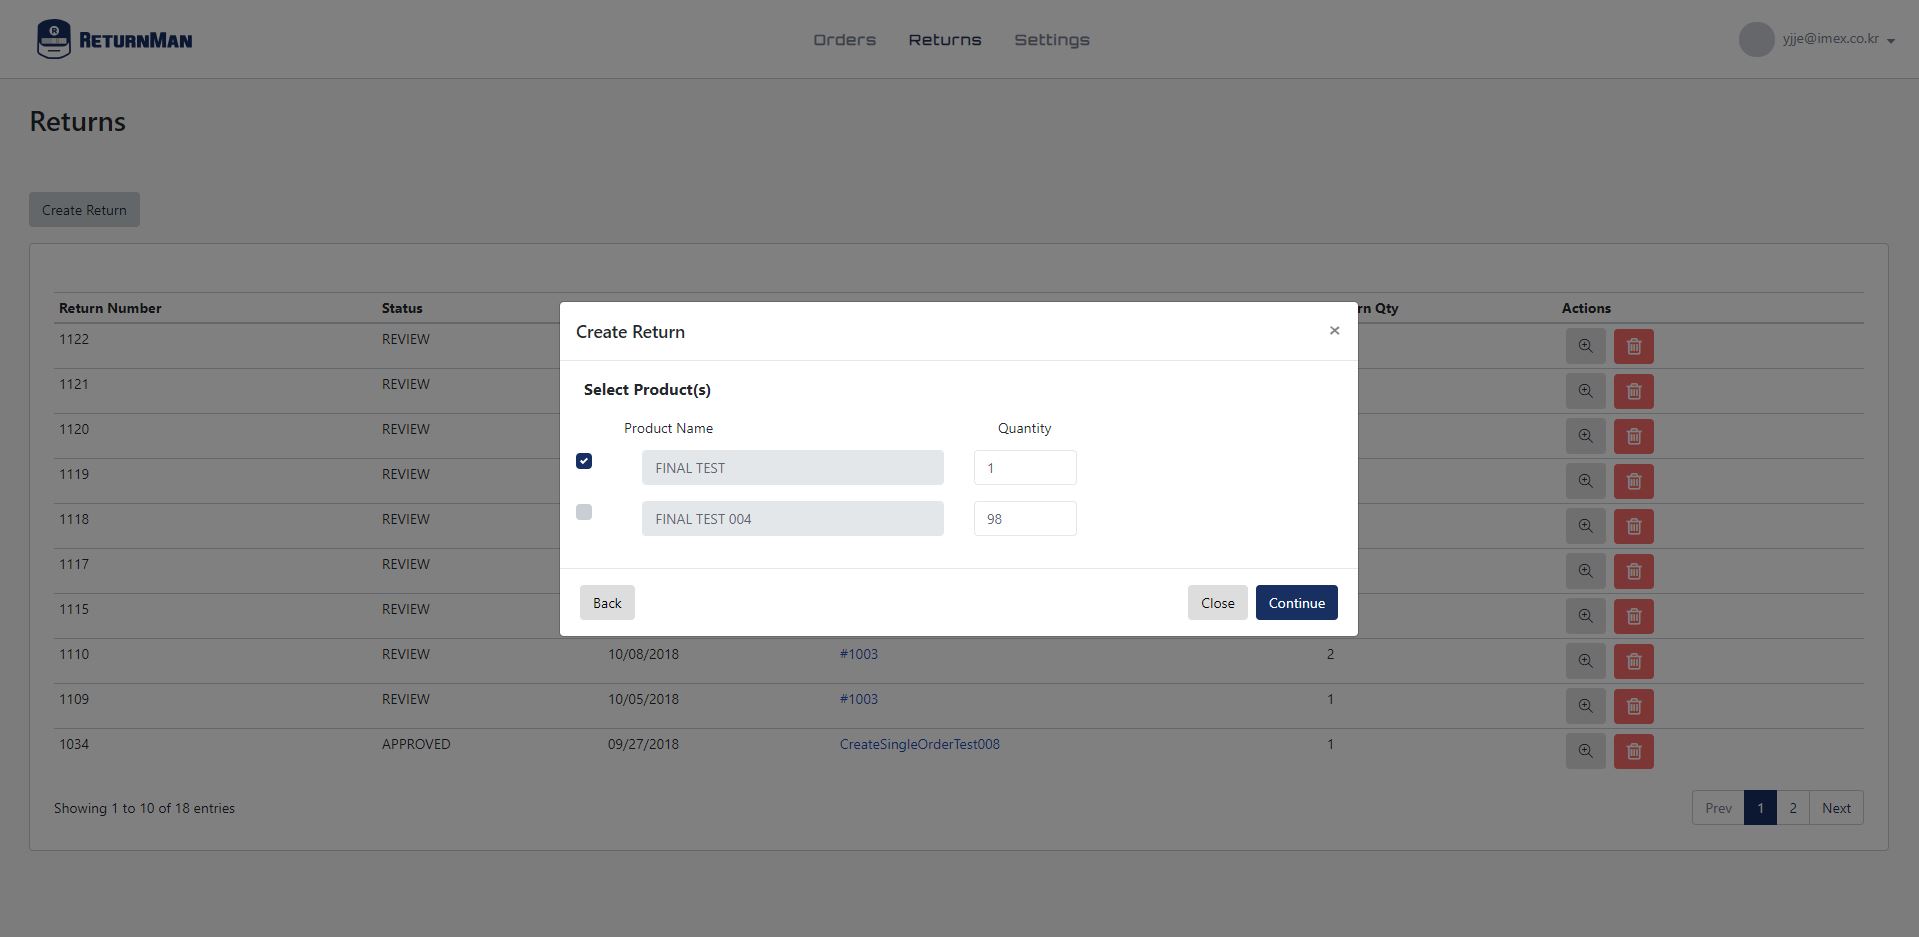 R RETURNMAN
Orders Returns Settings
yjje@imex.co.kr
Returns
Create Return
Return Number Status rn Qty Actions
1122 REVIEW
1121 REVIEW
1120 REVIEW
1119 REVIEW
1118 REVIEW
1117 REVIEW
1115 REVIEW
1110 REVIEW 10/08/2018 #1003 2
1109 REVIEW 10/05/2018 #1003 1
1034 APPROVED 09/27/2018 CreateSingleOrderTest008 1
Showing 1 to 10 of 18 entries
Prev 1 2 Next
Create Return ×
Select Product(s)
Product Name Quantity
FINAL TEST 1
FINAL TEST 004 98
Back Close Continue